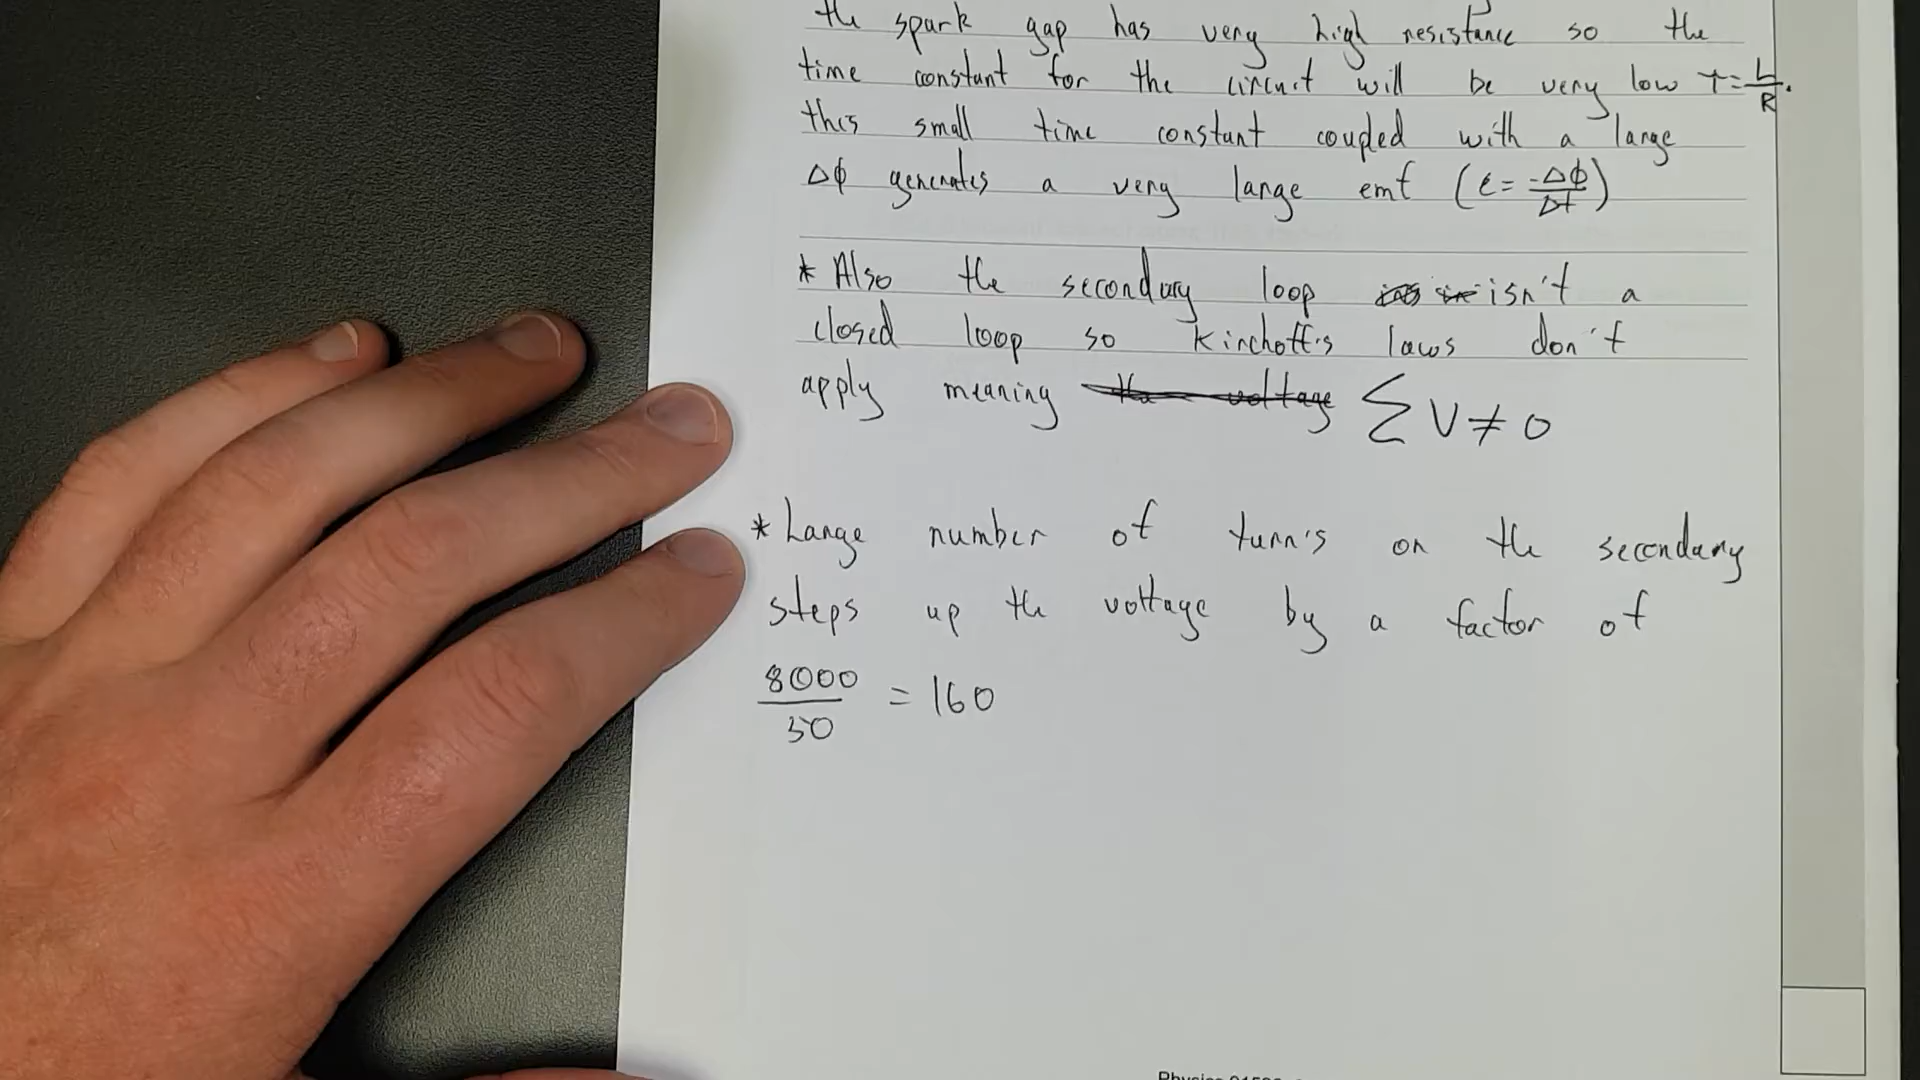 the spark gap has very high resistance so the
time constant for the circuit will be very low τ = L/R.
this small time constant coupled with a large
Δϕ generates a very large emf (ε = -Δϕ/Δt)
* Also the secondary loop isn't a
closed loop so Kirchoff's laws don't
apply meaning the voltage ∑V ≠ 0
* Large number of turn's on the secondary
steps up the voltage by a factor of
8000/50 = 160